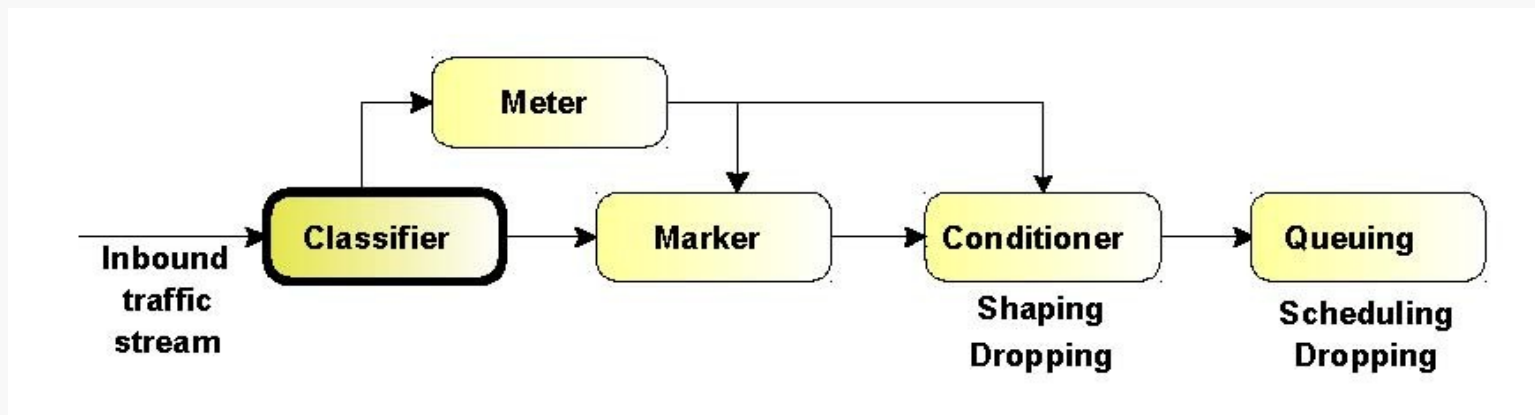 Meter
Classifier
Marker
Conditioner
Queuing
Inbound
traffic
stream
Shaping
Dropping
Scheduling
Dropping